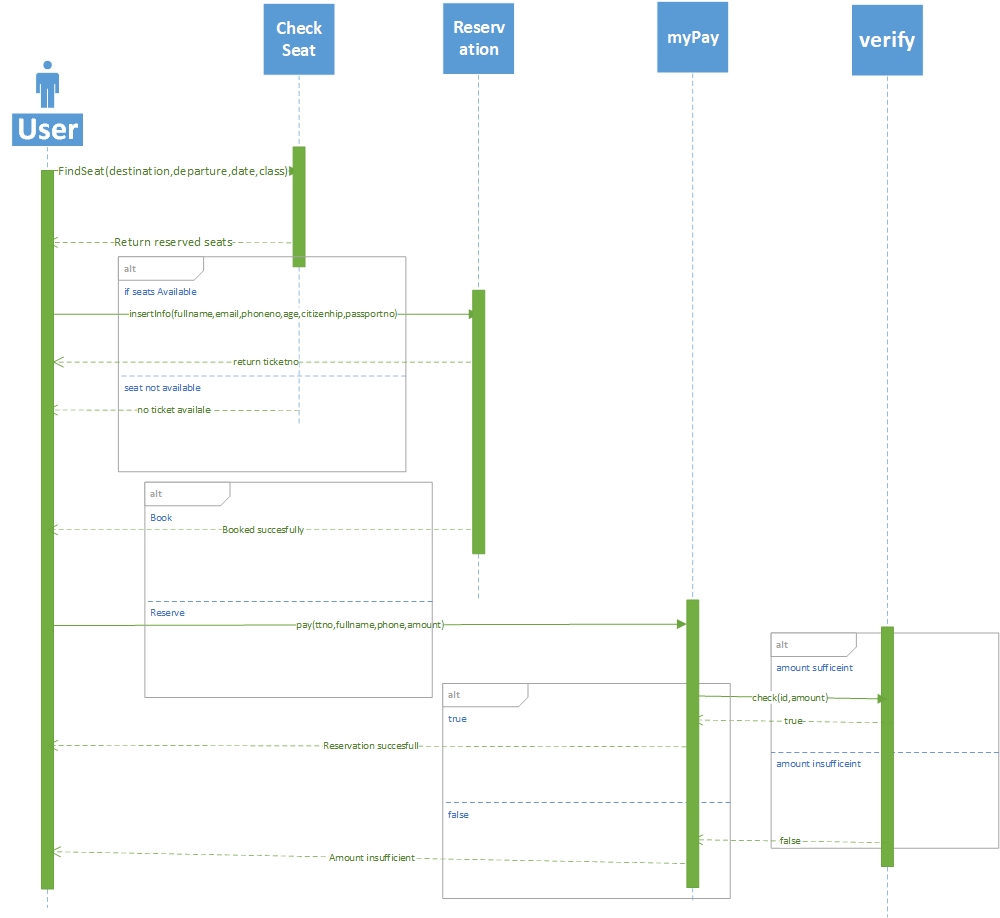 Check
Seat
Reserv
ation
myPay
verify
User
FindSeat(destination,departure,date,class)
Return reserved seats
alt
if seats Available
insertInfo(fullname,email,phoneno,age,citizenhip,passportno)
return ticketno
seat not available
no ticket availale
alt
Book
Booked succesfully
Reserve
pay(ttno,fullname,phone,amount)
alt
amount sufficeint
alt
check(id,amount)
true
true
Reservation succesfull
amount insufficeint
false
false
Amount insufficient